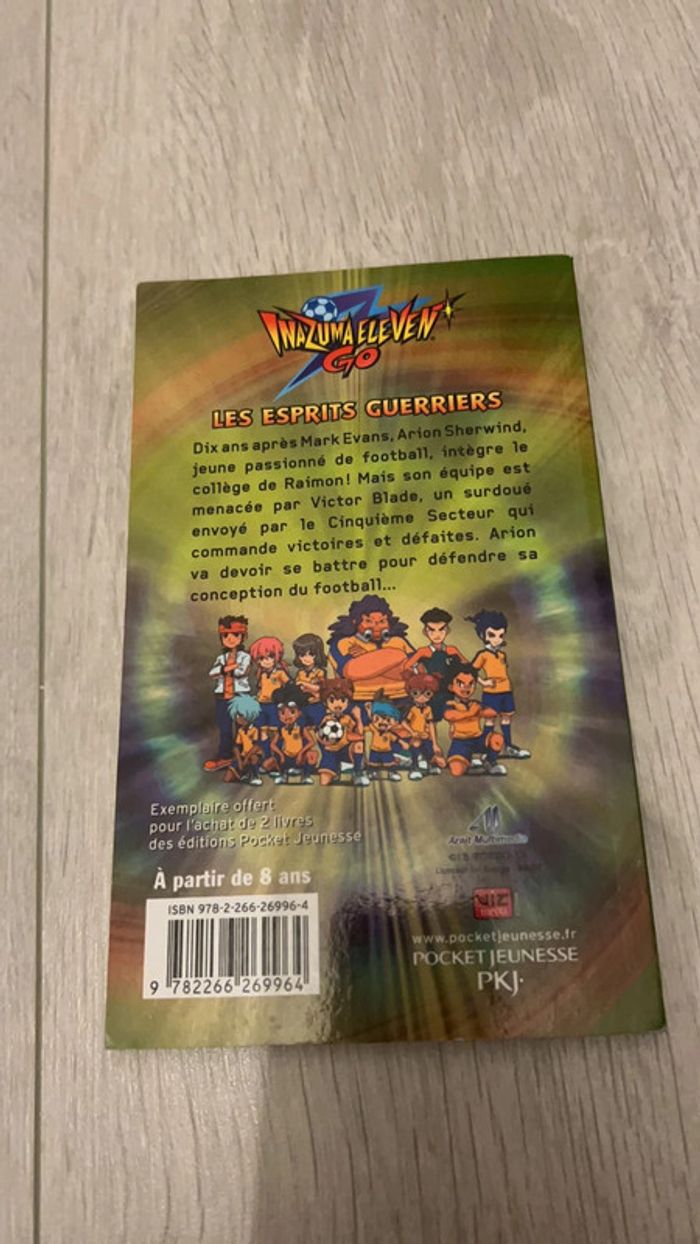 INAZUMA ELEVEN
GO
LES ESPRITS GUERRIERS
Dix ans après Mark Evans, Arion Sherwind,
jeune passionné de football, intègre le
collège de Raimon! Mais son équipe est
menacée par Victor Blade, un surdoué
envoyé par le Cinquième Secteur qui
commande victoires et défaites. Arion
va devoir se battre pour défendre sa
conception du football...
Exemplaire offert
pour l'achat de 2 livres
des éditions Pocket Jeunesse
À partir de 8 ans
ISBN 978-2-266-26996-4
9 782266 269964
Arait Multimedia
VIZ
media
www.pocketjeunesse.fr
POCKET JEUNESSE
PKJ·